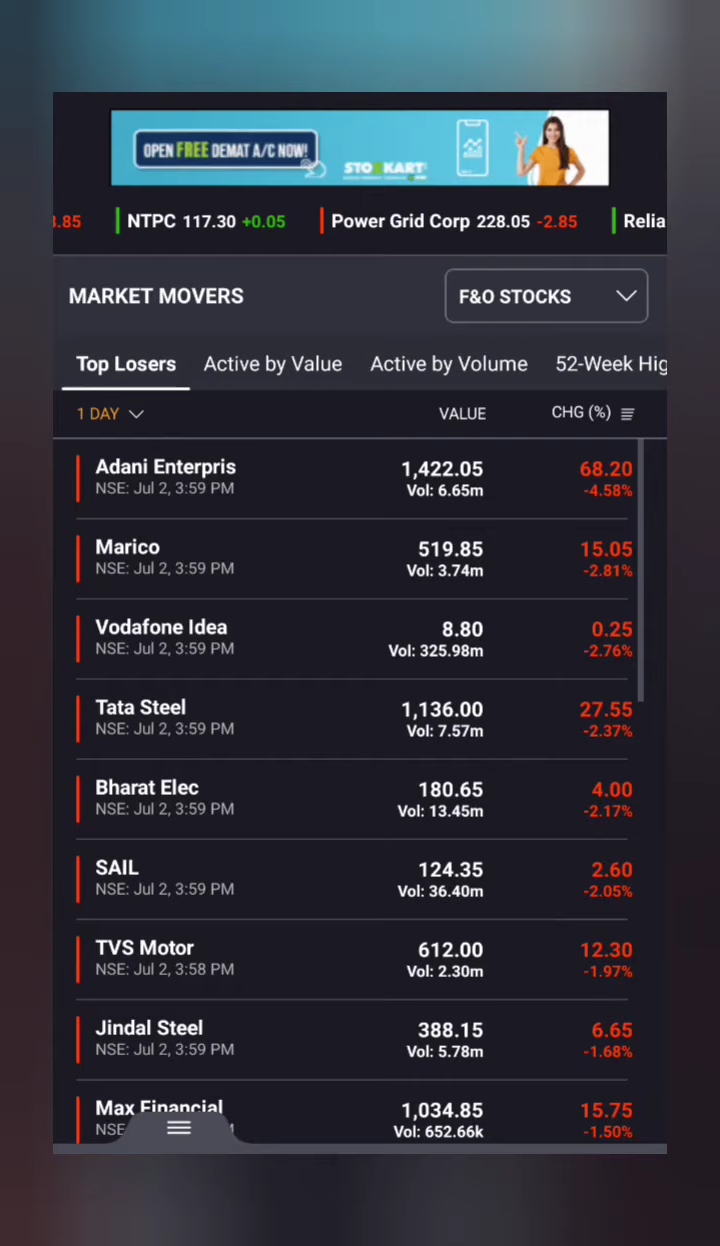 OPEN FREE DEMAT A/C NOW!
NTPC 117.30 +0.05
Power Grid Corp 228.05 -2.85
MARKET MOVERS
F&O STOCKS
Top Losers Active by Value Active by Volume 52-Week Hig
1 DAY VALUE CHG (%)
Adani Enterpris 1,422.05 68.20
NSE: Jul 2, 3:59 PM Vol: 6.65m -4.58%
Marico 519.85 15.05
NSE: Jul 2, 3:59 PM Vol: 3.74m -2.81%
Vodafone Idea 8.80 0.25
NSE: Jul 2, 3:59 PM Vol: 325.98m -2.76%
Tata Steel 1,136.00 27.55
NSE: Jul 2, 3:59 PM Vol: 7.57m -2.37%
Bharat Elec 180.65 4.00
NSE: Jul 2, 3:59 PM Vol: 13.45m -2.17%
SAIL 124.35 2.60
NSE: Jul 2, 3:59 PM Vol: 36.40m -2.05%
TVS Motor 612.00 12.30
NSE: Jul 2, 3:58 PM Vol: 2.30m -1.97%
Jindal Steel 388.15 6.65
NSE: Jul 2, 3:59 PM Vol: 5.78m -1.68%
Max Financial 1,034.85 15.75
NSE Vol: 652.66k -1.50%